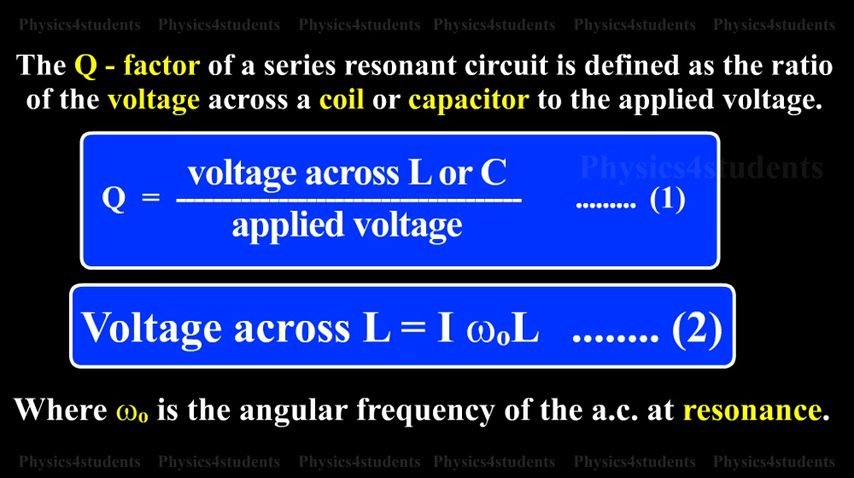 Physics4students Physics4students Physics4students Physics4students Physics4students Physics4students
The Q - factor of a series resonant circuit is defined as the ratio
of the voltage across a coil or capacitor to the applied voltage.
Physics4students
voltage across L or C
Q = ......... (1)
applied voltage
Voltage across L = I ωₒL ........ (2)
Where ωₒ is the angular frequency of the a.c. at resonance.
Physics4students Physics4students Physics4students Physics4students Physics4students Physics4students